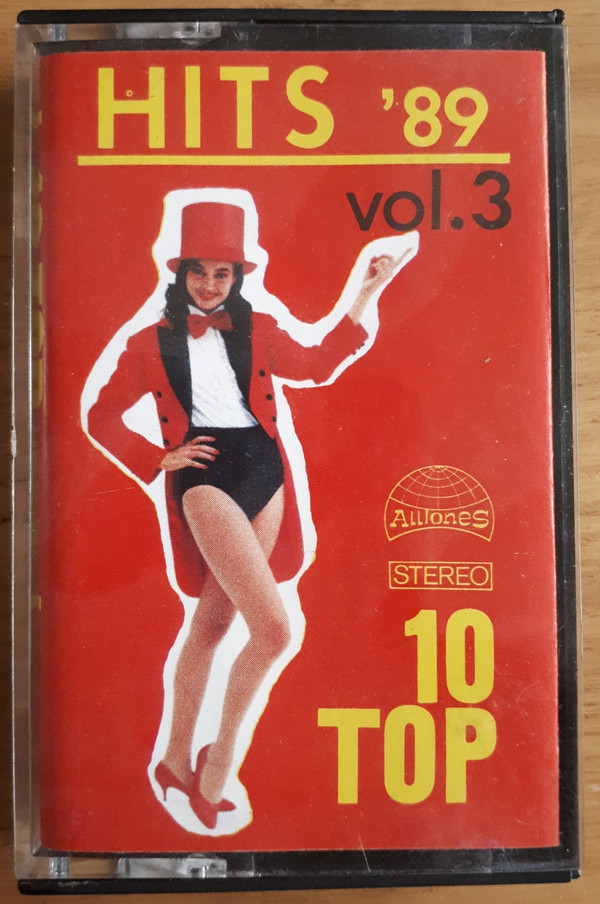 HITS '89
vol.3
AllTones
STEREO
10
TOP